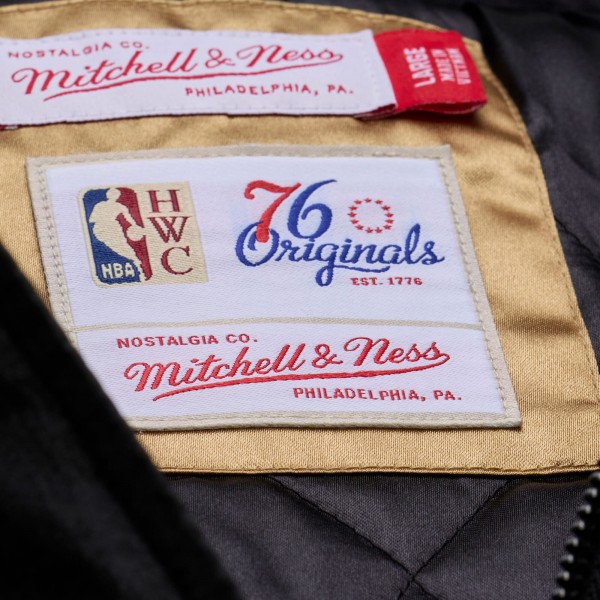 NOSTALGIA CO.
Mitchell & Ness
PHILADELPHIA, PA.
LARGE
MADE IN
VIETNAM
NBA
H
W
C
76
Originals
EST. 1776
NOSTALGIA CO.
Mitchell & Ness
PHILADELPHIA, PA.